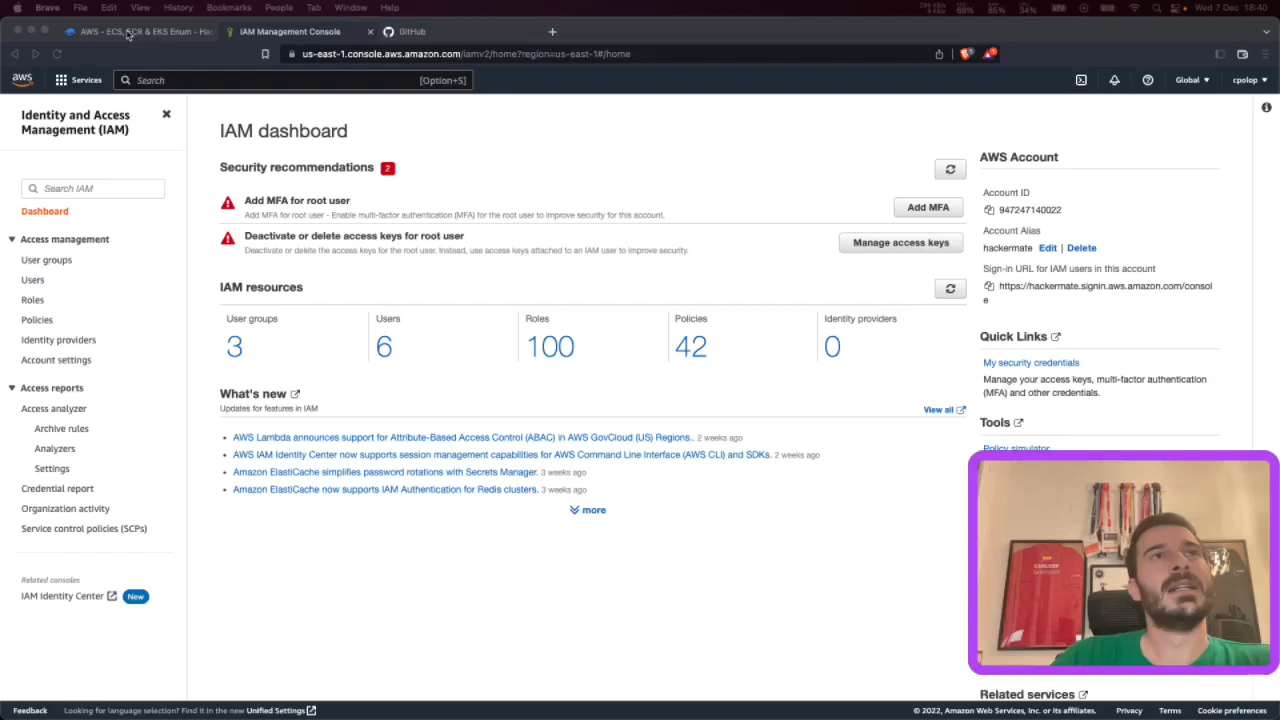 Brave File Edit View History Bookmarks People Tab Window Help Wed 7 Dec 18:40
AWS - ECS, ECR & EKS Enum - Ha
IAM Management Console
GitHub
us-east-1.console.aws.amazon.com/iamv2/home?region=us-east-1#/home
aws Services Search [Option+S] Global cpolop
Identity and Access
Management (IAM)
Search IAM
Dashboard
Access management
User groups
Users
Roles
Policies
Identity providers
Account settings
Access reports
Access analyzer
Archive rules
Analyzers
Settings
Credential report
Organization activity
Service control policies (SCPs)
Related consoles
IAM Identity Center New
IAM dashboard
Security recommendations 2
Add MFA for root user
Add MFA for root user - Enable multi-factor authentication (MFA) for the root user to improve security for this account.
Add MFA
Deactivate or delete access keys for root user
Deactivate or delete the access keys for the root user. Instead, use access keys attached to an IAM user to improve security.
Manage access keys
IAM resources
User groups Users Roles Policies Identity providers
3 6 100 42 0
What's new
Updates for features in IAM
View all
AWS Lambda announces support for Attribute-Based Access Control (ABAC) in AWS GovCloud (US) Regions.. 2 weeks ago
AWS IAM Identity Center now supports session management capabilities for AWS Command Line Interface (AWS CLI) and SDKs. 2 weeks ago
Amazon ElastiCache simplifies password rotations with Secrets Manager. 3 weeks ago
Amazon ElastiCache now supports IAM Authentication for Redis clusters. 3 weeks ago
more
AWS Account
Account ID
947247140022
Account Alias
hackermate Edit | Delete
Sign-in URL for IAM users in this account
https://hackermate.signin.aws.amazon.com/consol
e
Quick Links
My security credentials
Manage your access keys, multi-factor authentication
(MFA) and other credentials.
Tools
Policy simulator
Related services
Feedback Looking for language selection? Find it in the new Unified Settings © 2022, Amazon Web Services, Inc. or its affiliates. Privacy Terms Cookie preferences